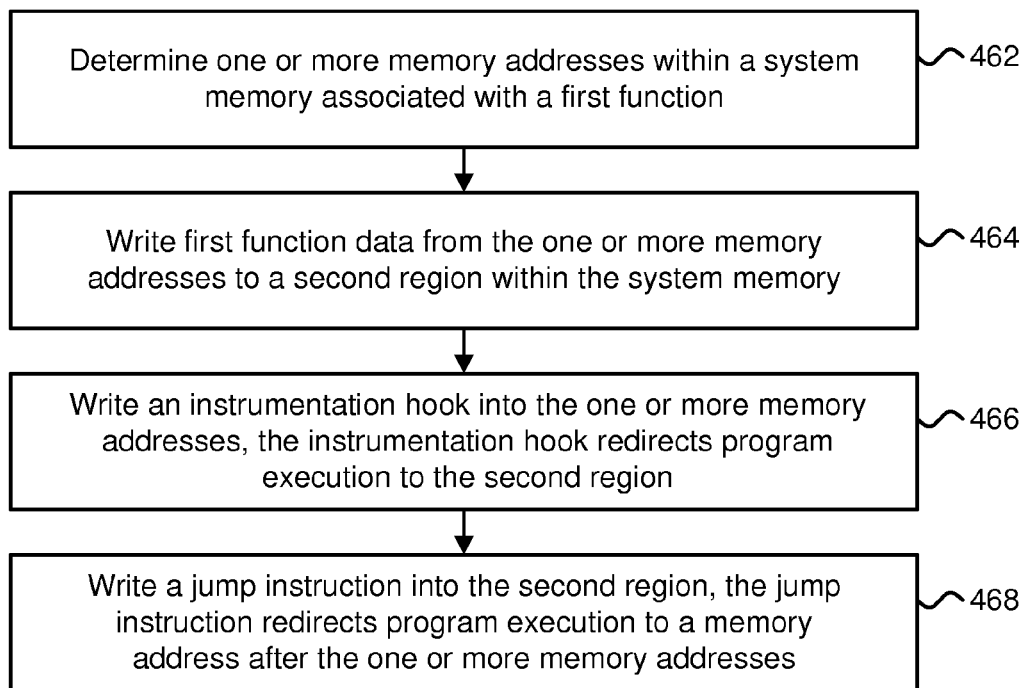 Determine one or more memory addresses within a system
memory associated with a first function
462
Write first function data from the one or more memory
addresses to a second region within the system memory
464
Write an instrumentation hook into the one or more memory
addresses, the instrumentation hook redirects program
execution to the second region
466
Write a jump instruction into the second region, the jump
instruction redirects program execution to a memory
address after the one or more memory addresses
468